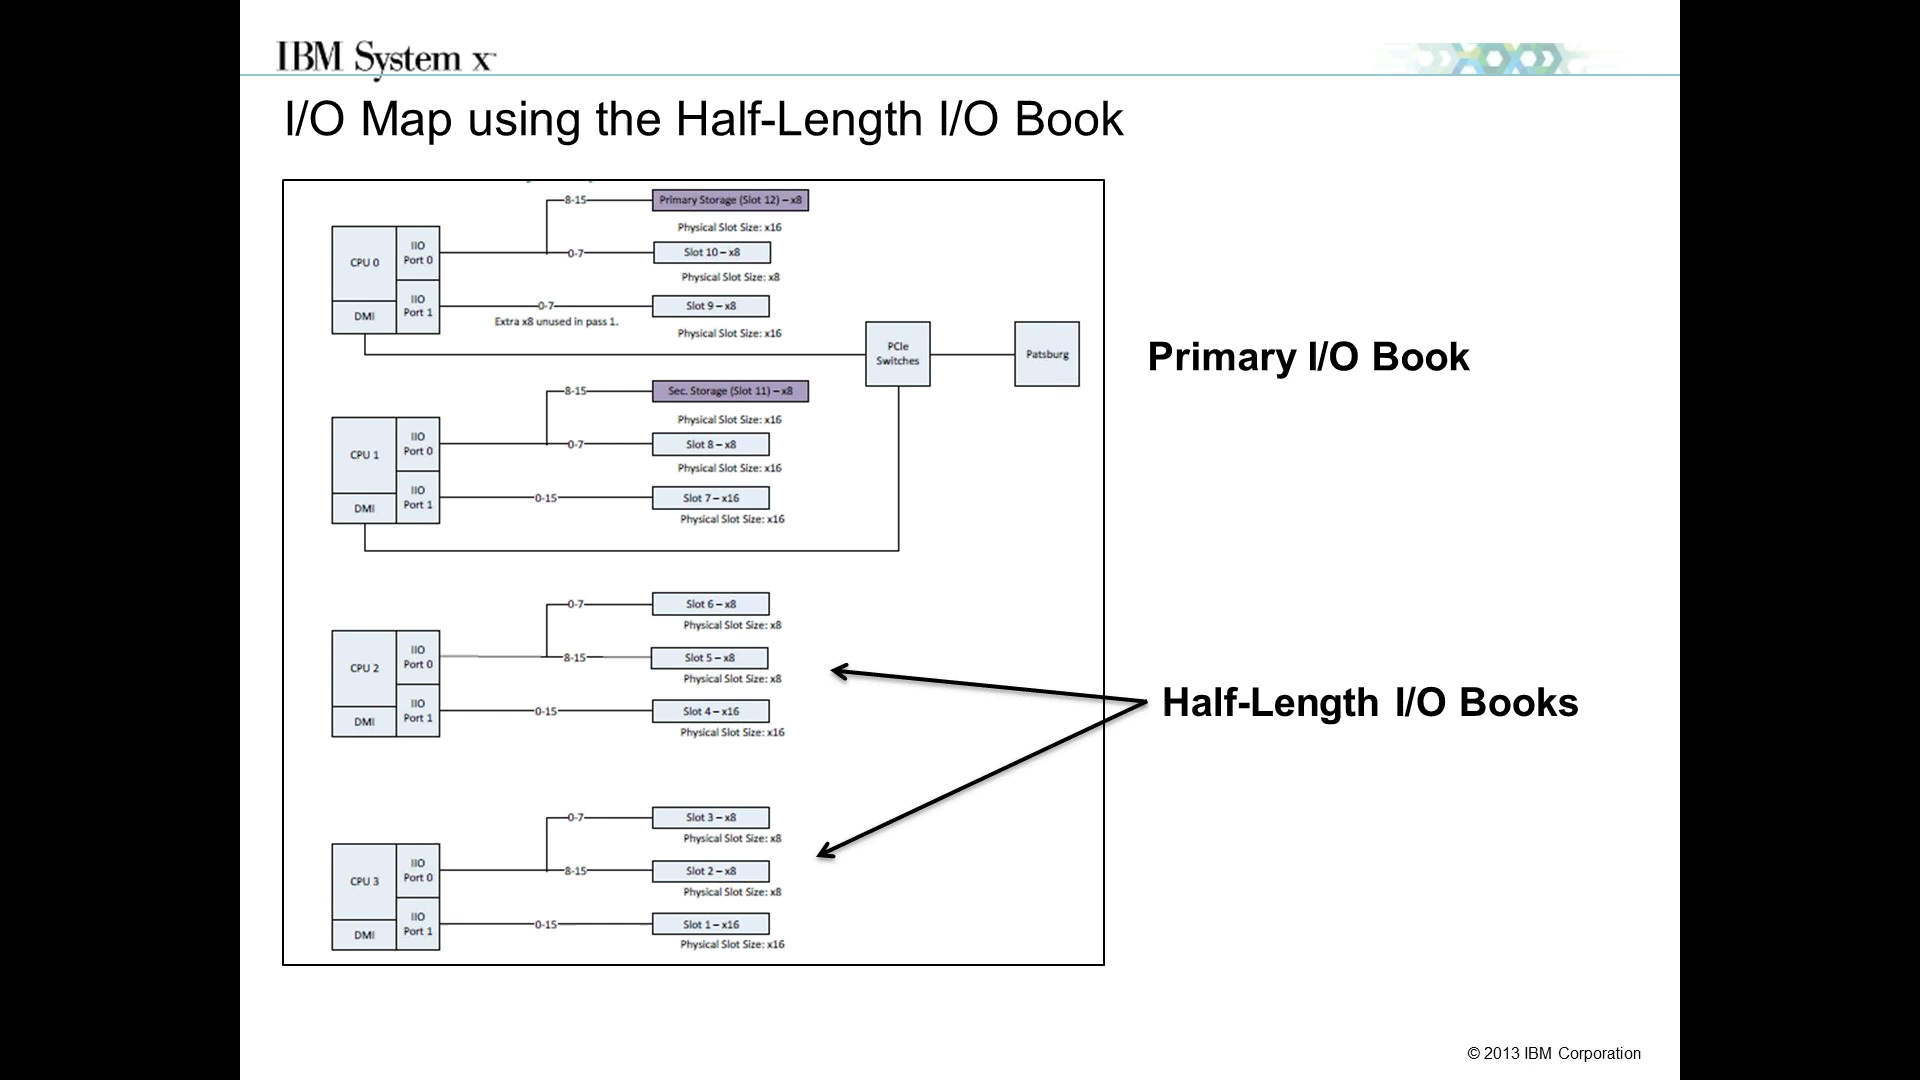 IBM System x™
I/O Map using the Half-Length I/O Book
8-15
Primary Storage (Slot 12) – x8
Physical Slot Size: x16
CPU 0
IIO
Port 0
0-7
Slot 10 – x8
Physical Slot Size: x8
DMI
IIO
Port 1
0-7
Slot 9 – x8
Extra x8 unused in pass 1.
Physical Slot Size: x16
PCIe
Switches
Patsburg
Primary I/O Book
8-15
Sec. Storage (Slot 11) – x8
Physical Slot Size: x16
CPU 1
IIO
Port 0
0-7
Slot 8 – x8
Physical Slot Size: x16
DMI
IIO
Port 1
0-15
Slot 7 – x16
Physical Slot Size: x16
0-7
Slot 6 – x8
Physical Slot Size: x8
CPU 2
IIO
Port 0
8-15
Slot 5 – x8
Physical Slot Size: x8
DMI
IIO
Port 1
0-15
Slot 4 – x16
Physical Slot Size: x16
Half-Length I/O Books
0-7
Slot 3 – x8
Physical Slot Size: x8
CPU 3
IIO
Port 0
8-15
Slot 2 – x8
Physical Slot Size: x8
DMI
IIO
Port 1
0-15
Slot 1 – x16
Physical Slot Size: x16
© 2013 IBM Corporation